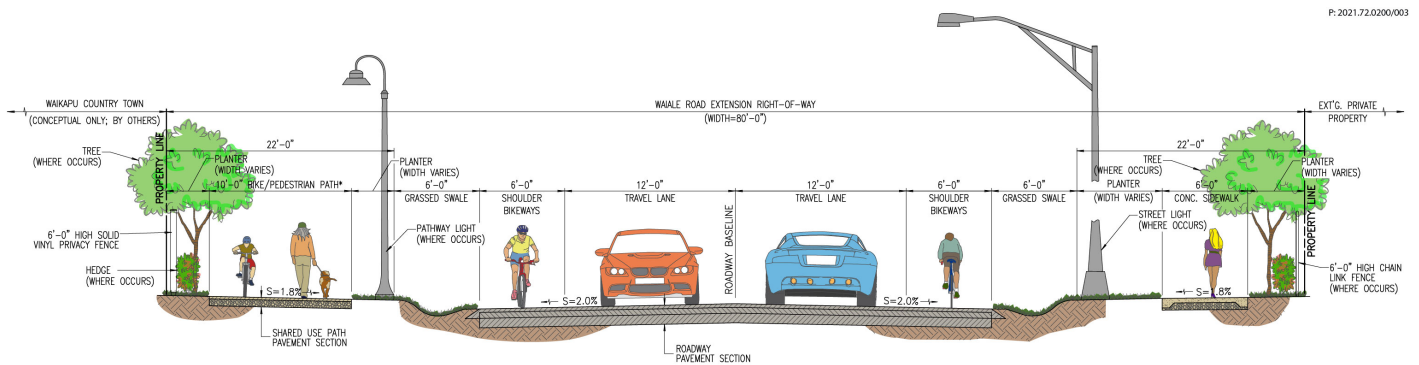 P: 2021.72.0200/003
WAIKAPU COUNTRY TOWN
(CONCEPTUAL ONLY; BY OTHERS)
WAIALE ROAD EXTENSION RIGHT-OF-WAY
(WIDTH=80'-0")
EXT'G. PRIVATE
PROPERTY
TREE
(WHERE OCCURS)
PROPERTY LINE
22'-0"
PLANTER
(WIDTH VARIES)
10'-0" BIKE/PEDESTRIAN PATH*
PLANTER
(WIDTH VARIES)
6'-0"
GRASSED SWALE
6'-0"
SHOULDER
BIKEWAYS
12'-0"
TRAVEL LANE
ROADWAY BASELINE
12'-0"
TRAVEL LANE
6'-0"
SHOULDER
BIKEWAYS
6'-0"
GRASSED SWALE
22'-0"
PLANTER
(WIDTH VARIES)
TREE
(WHERE OCCURS)
6'-0"
CONC. SIDEWALK
PLANTER
(WIDTH VARIES)
PROPERTY LINE
6'-0" HIGH SOLID
VINYL PRIVACY FENCE
HEDGE
(WHERE OCCURS)
PATHWAY LIGHT
(WHERE OCCURS)
STREET LIGHT
(WHERE OCCURS)
6'-0" HIGH CHAIN
LINK FENCE
(WHERE OCCURS)
S=1.8%
S=2.0%
S=2.0%
S=1.8%
SHARED USE PATH
PAVEMENT SECTION
ROADWAY
PAVEMENT SECTION